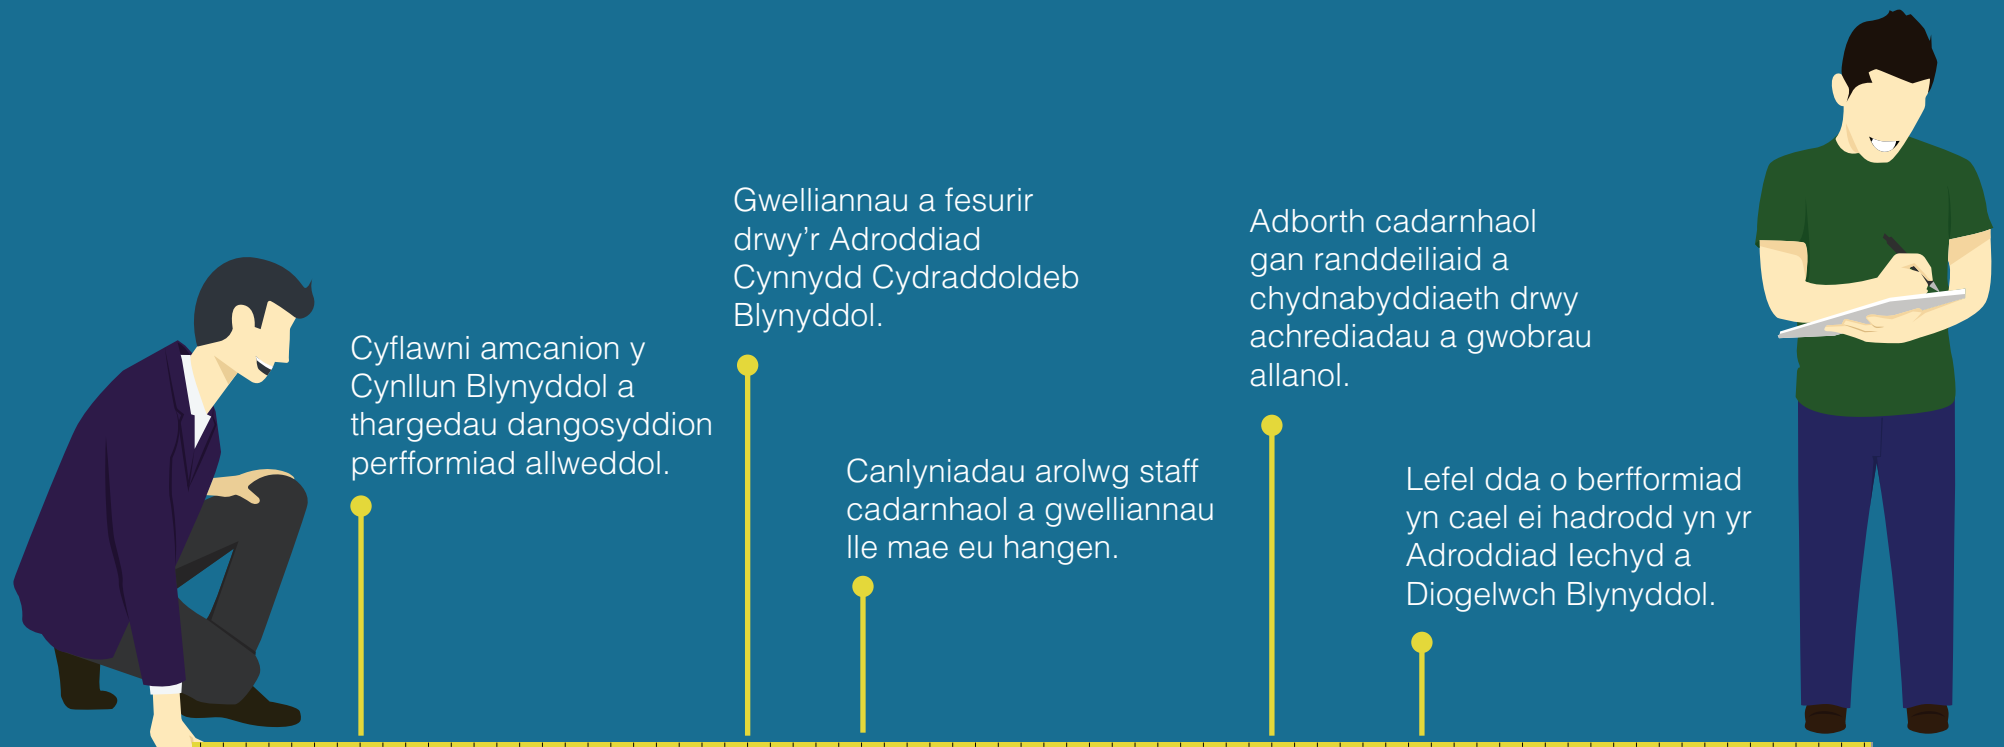 Cyflawni amcanion y
Cynllun Blynyddol a
thargedau dangosyddion
perfformiad allweddol.
Gwelliannau a fesurir
drwy’r Adroddiad
Cynnydd Cydraddoldeb
Blynyddol.
Canlyniadau arolwg staff
cadarnhaol a gwelliannau
lle mae eu hangen.
Adborth cadarnhaol
gan randdeiliaid a
chydnabyddiaeth drwy
achrediadau a gwobrau
allanol.
Lefel dda o berfformiad
yn cael ei hadrodd yn yr
Adroddiad Iechyd a
Diogelwch Blynyddol.